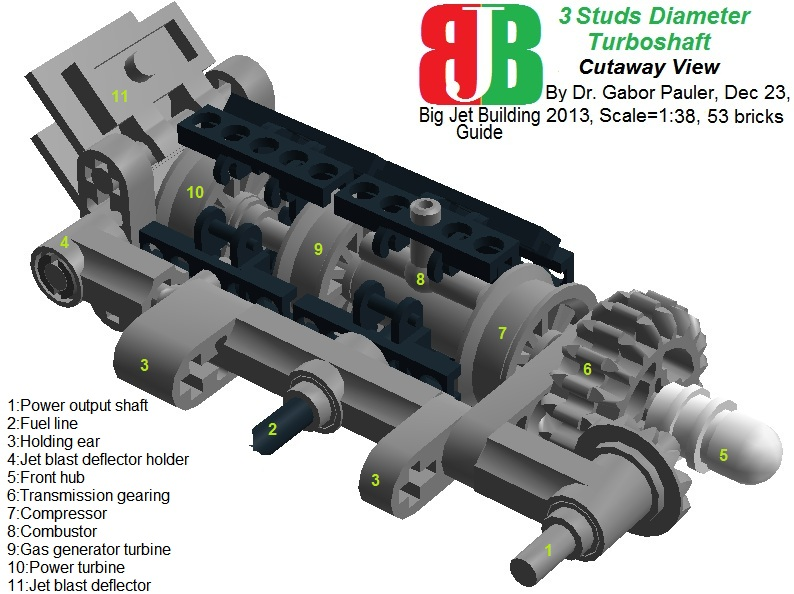 3 Studs Diameter
Turboshaft
Cutaway View
BJB
By Dr. Gabor Pauler, Dec 23,
Big Jet Building 2013, Scale=1:38, 53 bricks
Guide
11
10
4
9
8
7
3
6
2
5
3
1
1:Power output shaft
2:Fuel line
3:Holding ear
4:Jet blast deflector holder
5:Front hub
6:Transmission gearing
7:Compressor
8:Combustor
9:Gas generator turbine
10:Power turbine
11:Jet blast deflector